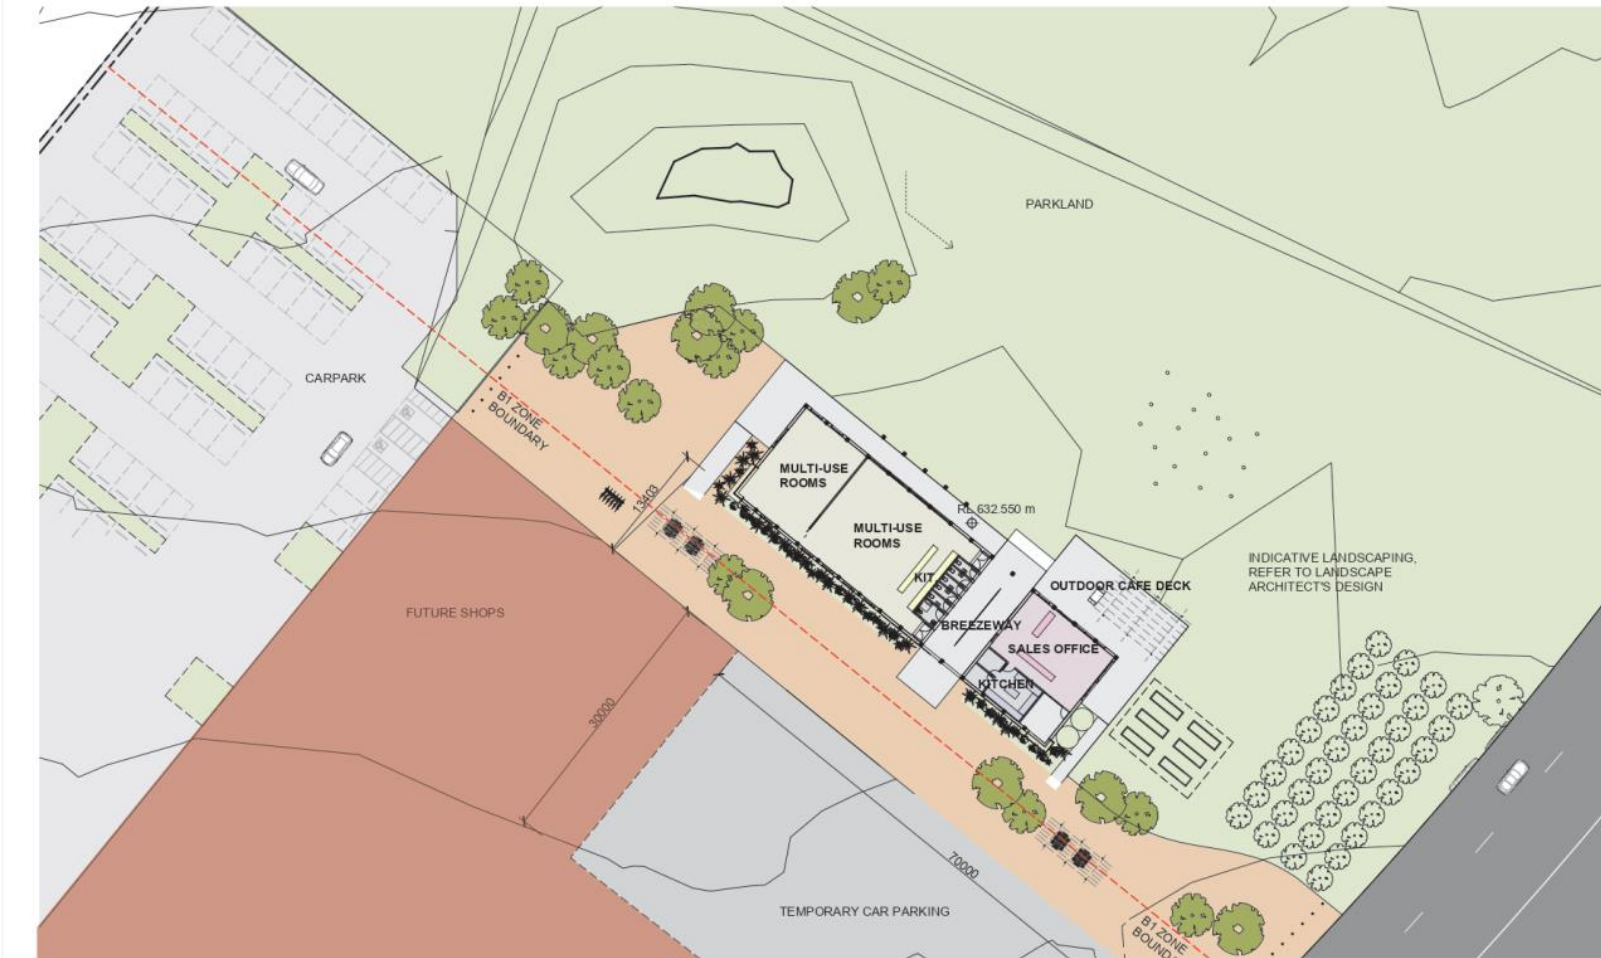 PARKLAND
CARPARK
B1 ZONE
BOUNDARY
MULTI-USE
ROOMS
13403
RL 632.550 m
MULTI-USE
ROOMS
INDICATIVE LANDSCAPING,
REFER TO LANDSCAPE
ARCHITECT'S DESIGN
KIT
OUTDOOR CAFE DECK
FUTURE SHOPS
BREEZEWAY
SALES OFFICE
KITCHEN
30000
70000
TEMPORARY CAR PARKING
B1 ZONE
BOUNDA